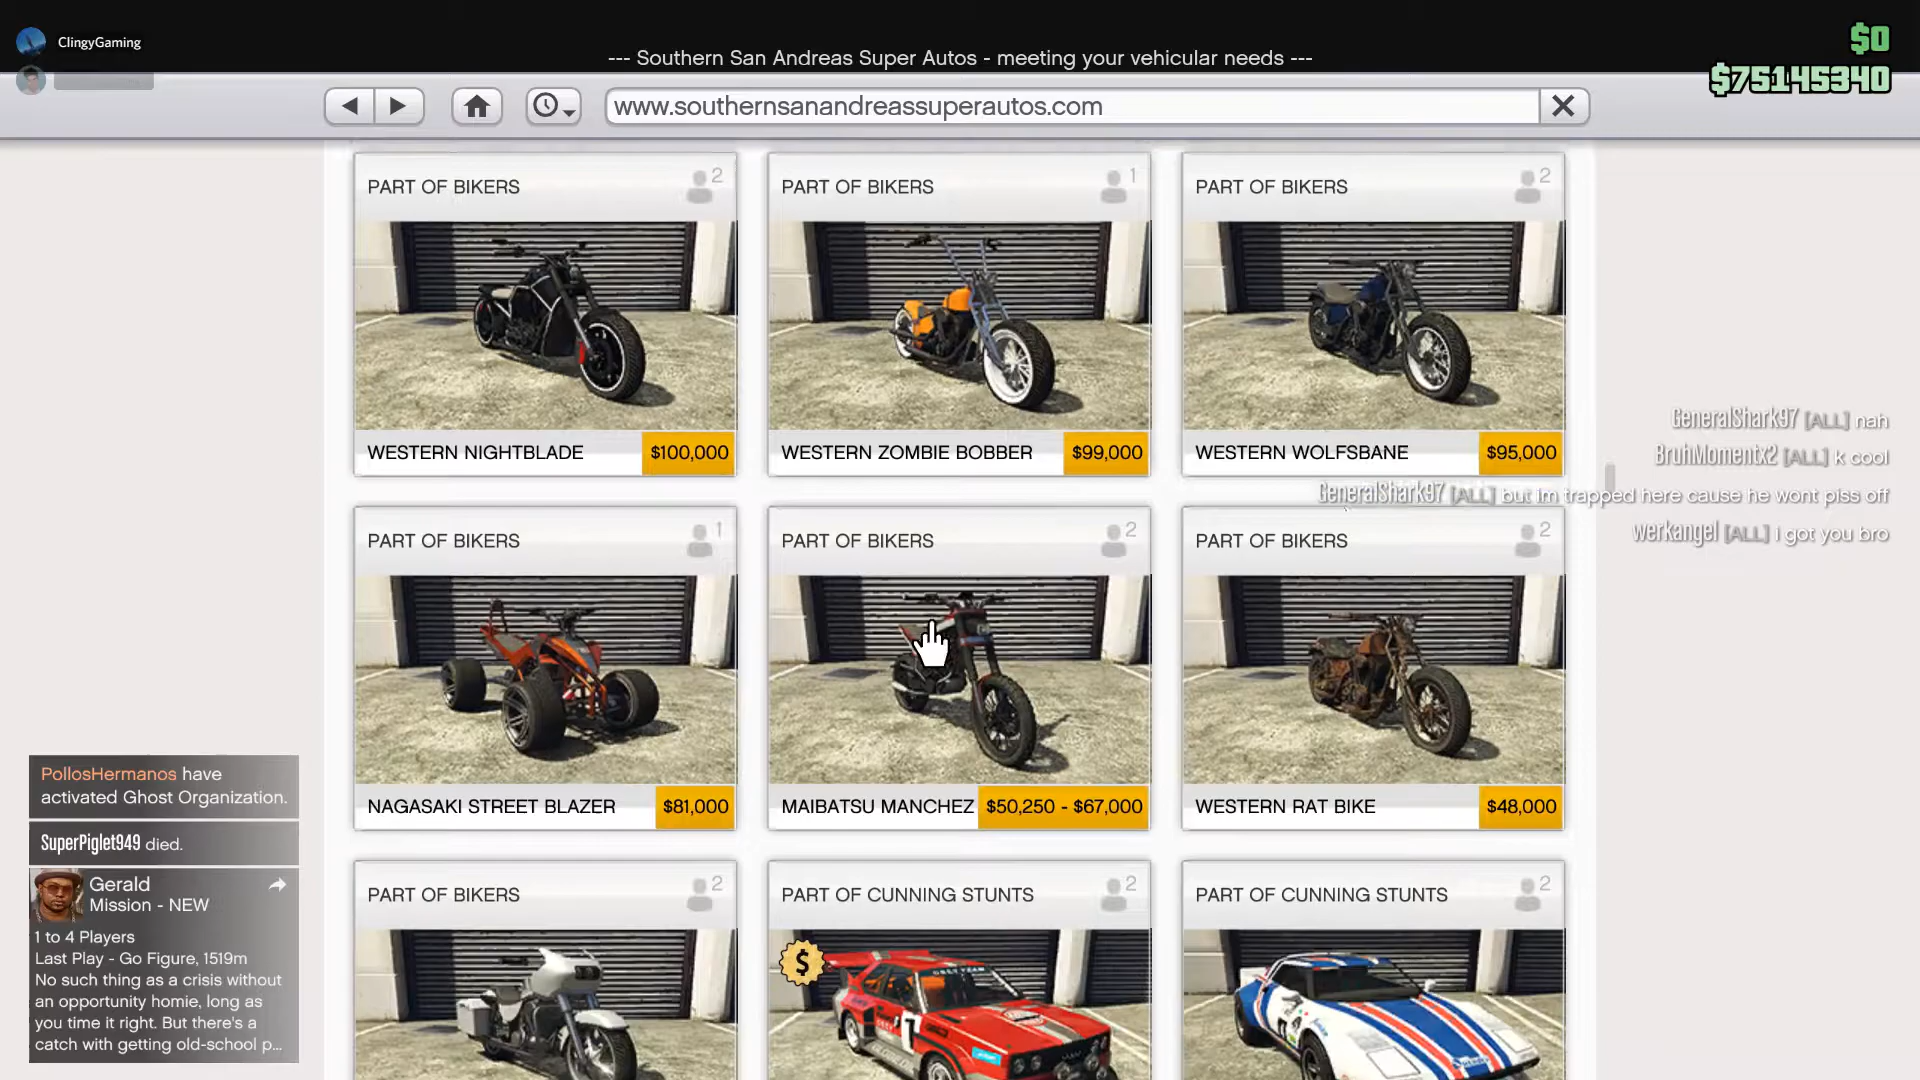 ClingyGaming
--- Southern San Andreas Super Autos - meeting your vehicular needs ---
$0
$75145340
www.southernsanandreassuperautos.com
PART OF BIKERS 2
PART OF BIKERS 1
PART OF BIKERS 2
WESTERN NIGHTBLADE $100,000
WESTERN ZOMBIE BOBBER $99,000
WESTERN WOLFSBANE $95,000
GeneralShark97 [ALL] nah
BruhMomentx2 [ALL] k cool
GeneralShark97 [ALL] but im trapped here cause he wont piss off
werkangel [ALL] I got you bro
PART OF BIKERS 1
PART OF BIKERS 2
PART OF BIKERS 2
NAGASAKI STREET BLAZER $81,000
MAIBATSU MANCHEZ $50,250 - $67,000
WESTERN RAT BIKE $48,000
PART OF BIKERS 2
PART OF CUNNING STUNTS 2
PART OF CUNNING STUNTS 2
$
PollosHermanos have
activated Ghost Organization.
SuperPiglet949 died.
Gerald
Mission - NEW
1 to 4 Players
Last Play - Go Figure, 1519m
No such thing as a crisis without
an opportunity homie, long as
you time it right. But there's a
catch with getting old-school p...